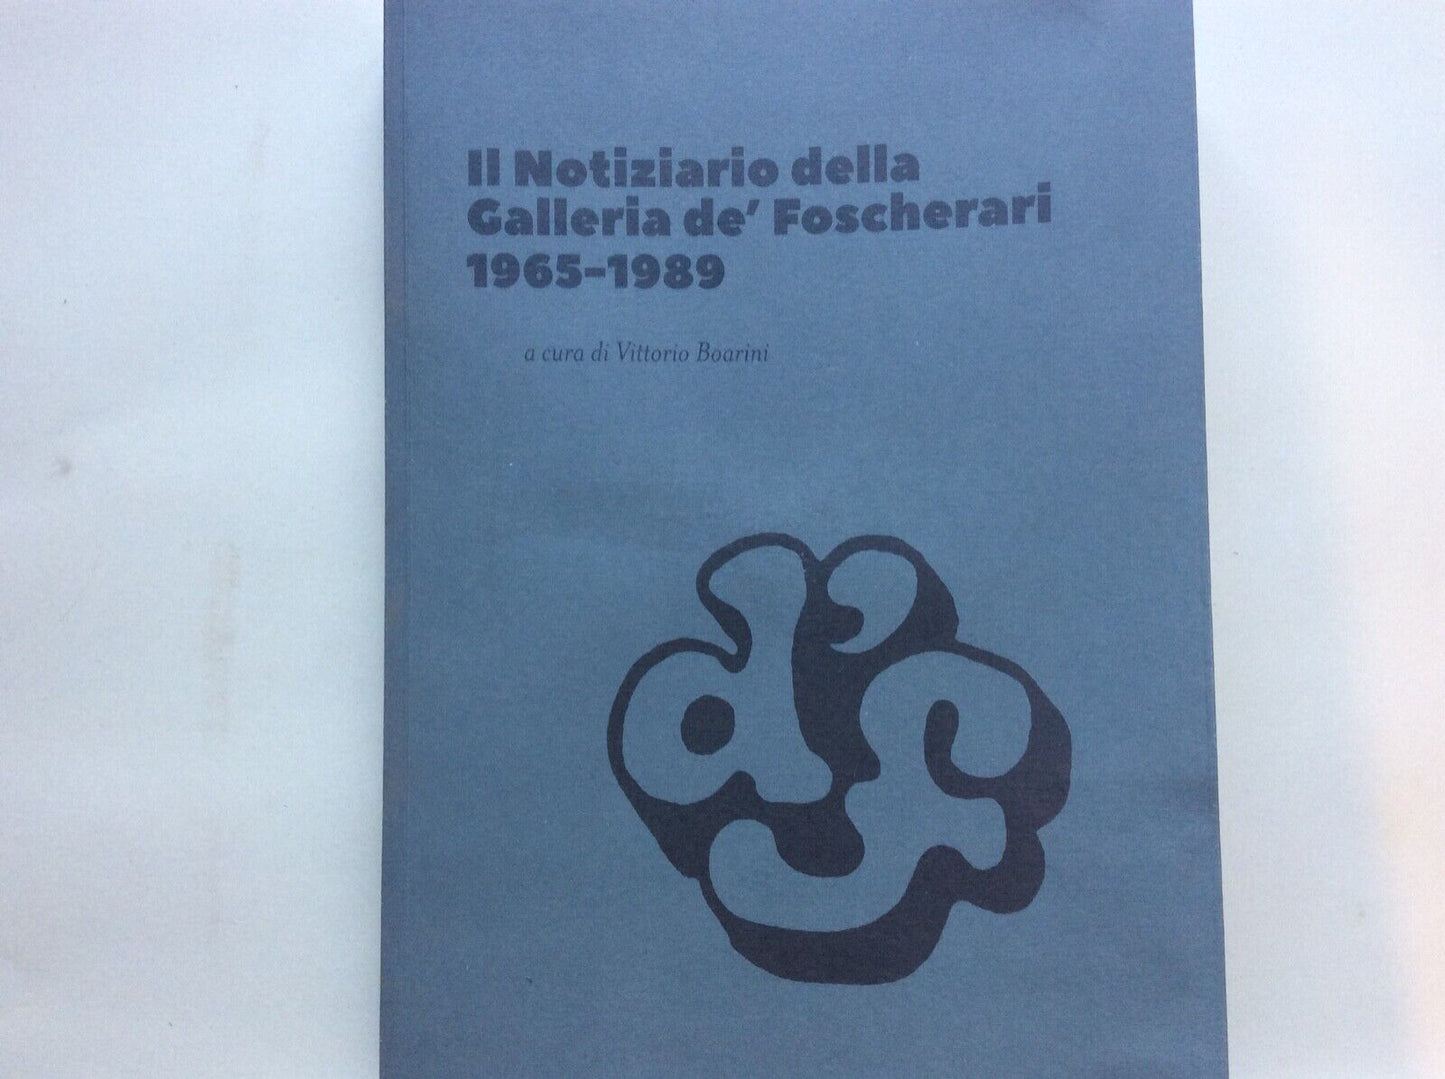 Il Notiziario della
Galleria de' Foscherari
1965-1989
a cura di Vittorio Boarini
d'f